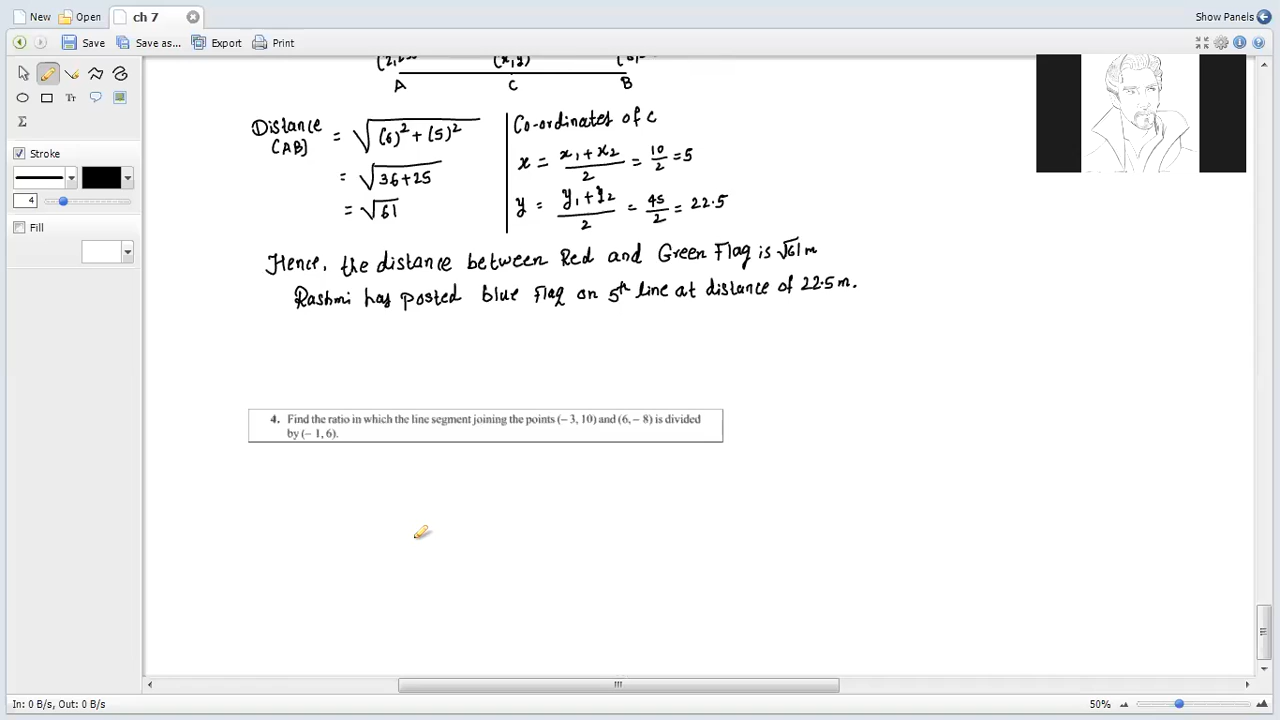 New Open ch 7 Show Panels
Save Save as... Export Print
(x,y)
A C B
Distance (AB) = √(6)²+(5)²
= √36+25
= √61
Co-ordinates of C
x = x₁+x₂/2 = 10/2 = 5
y = y₁+y₂/2 = 45/2 = 22.5
Hence, the distance between Red and Green Flag is √61m
Rashmi has posted blue Flag on 5th line at distance of 22.5m.
4. Find the ratio in which the line segment joining the points (– 3, 10) and (6, – 8) is divided
by (– 1, 6).
Tr
Σ
Stroke
4
Fill
In: 0 B/s, Out: 0 B/s 50%